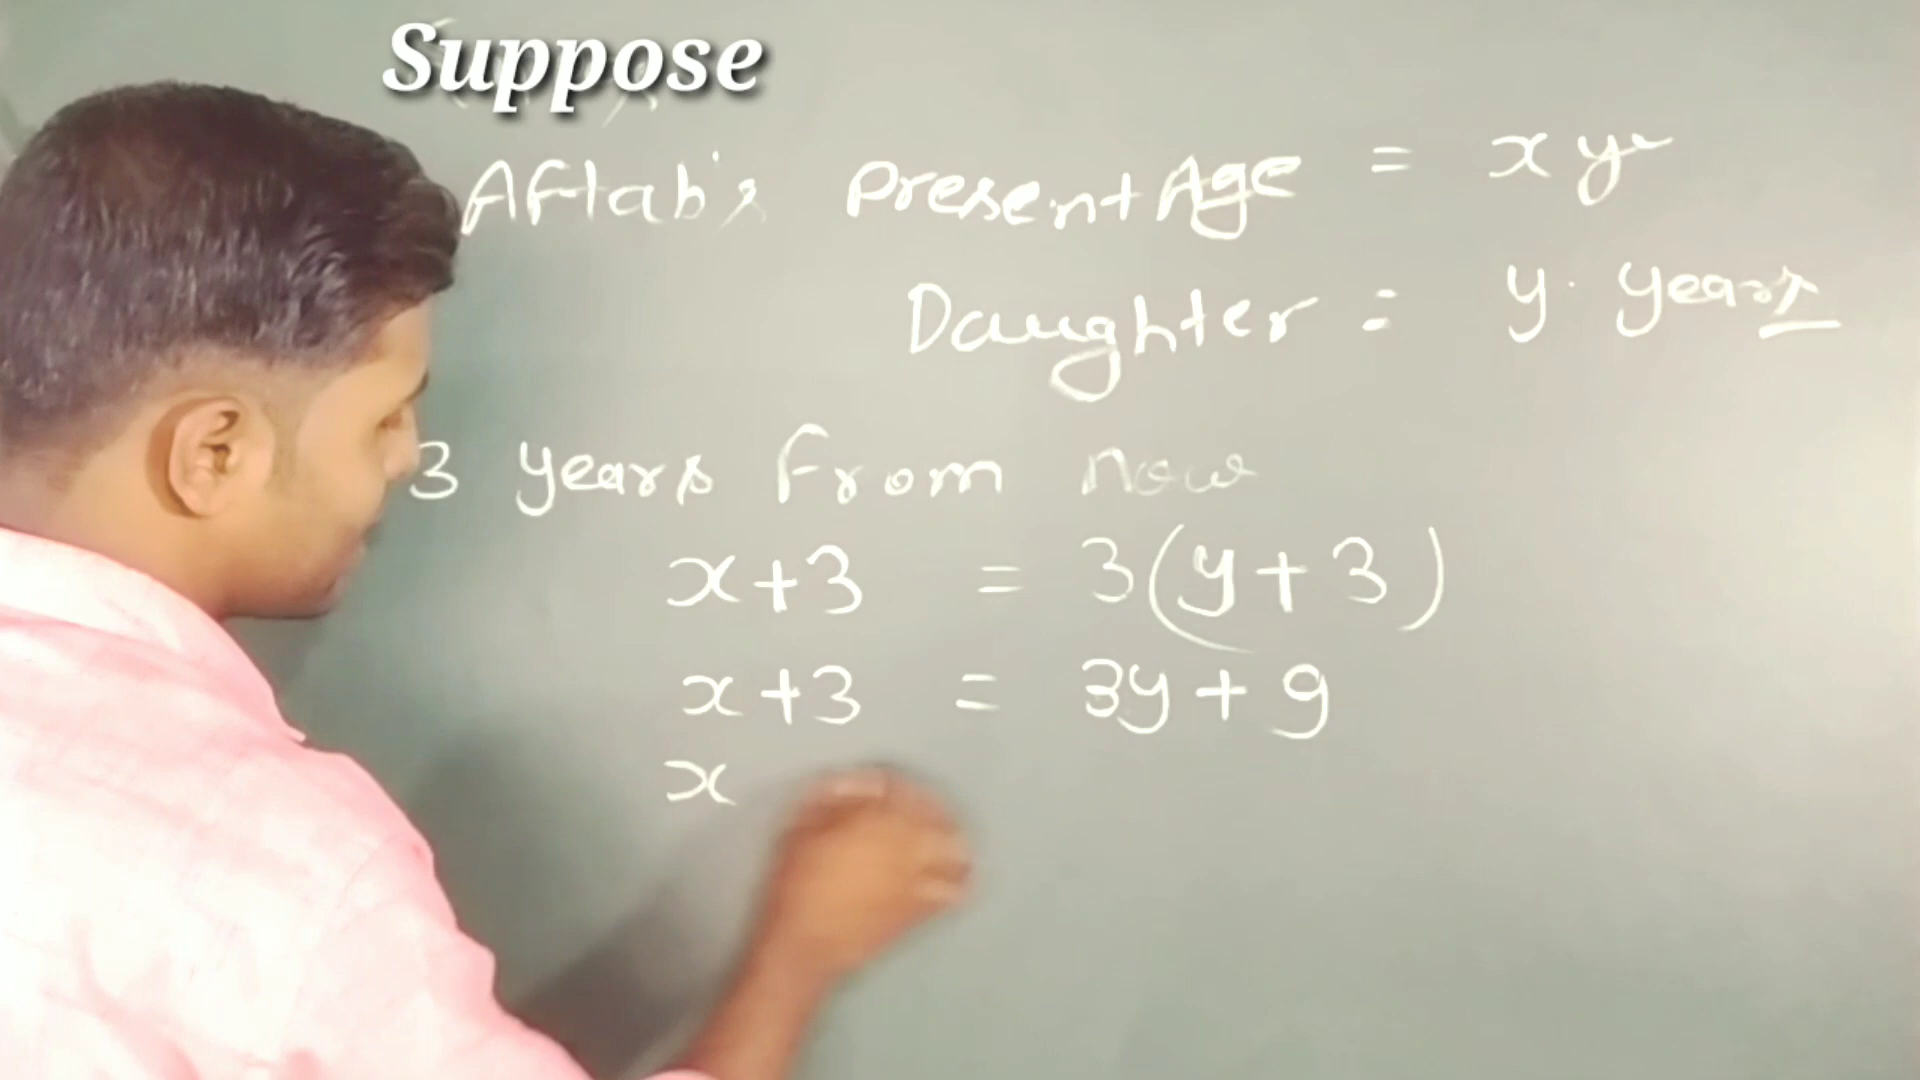 Suppose
Aftab's Present Age = x yr
Daughter = y years
3 years From now
x+3 = 3(y+3)
x+3 = 3y+9
x -